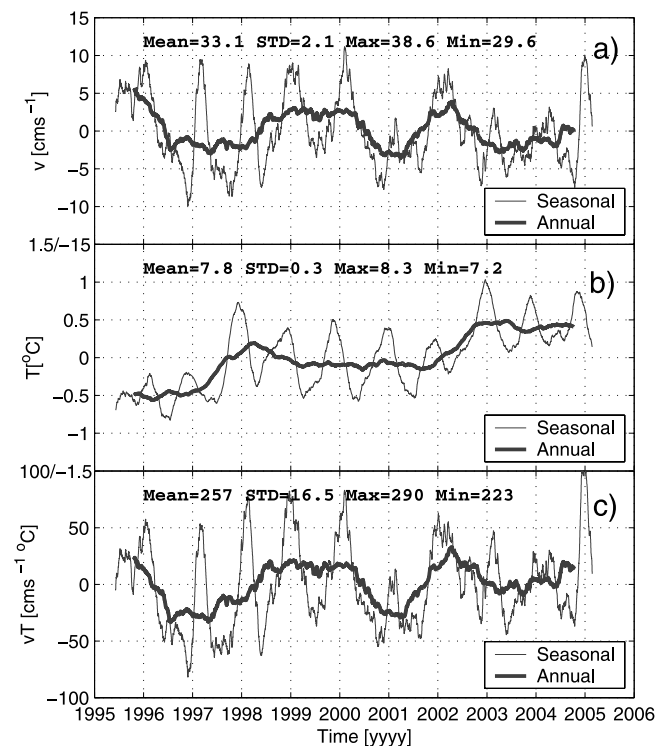 15
Mean=33.1 STD=2.1 Max=38.6 Min=29.6
a)
10
5
0
-5
-10
v [cms-1]
Seasonal
Annual
1.5/-15
Mean=7.8 STD=0.3 Max=8.3 Min=7.2
b)
1
0.5
0
-0.5
-1
T[°C]
Seasonal
Annual
100/-1.5
Mean=257 STD=16.5 Max=290 Min=223
c)
50
0
-50
-100
vT [cms-1 °C]
Seasonal
Annual
1995 1996 1997 1998 1999 2000 2001 2002 2003 2004 2005 2006
Time [yyyy]